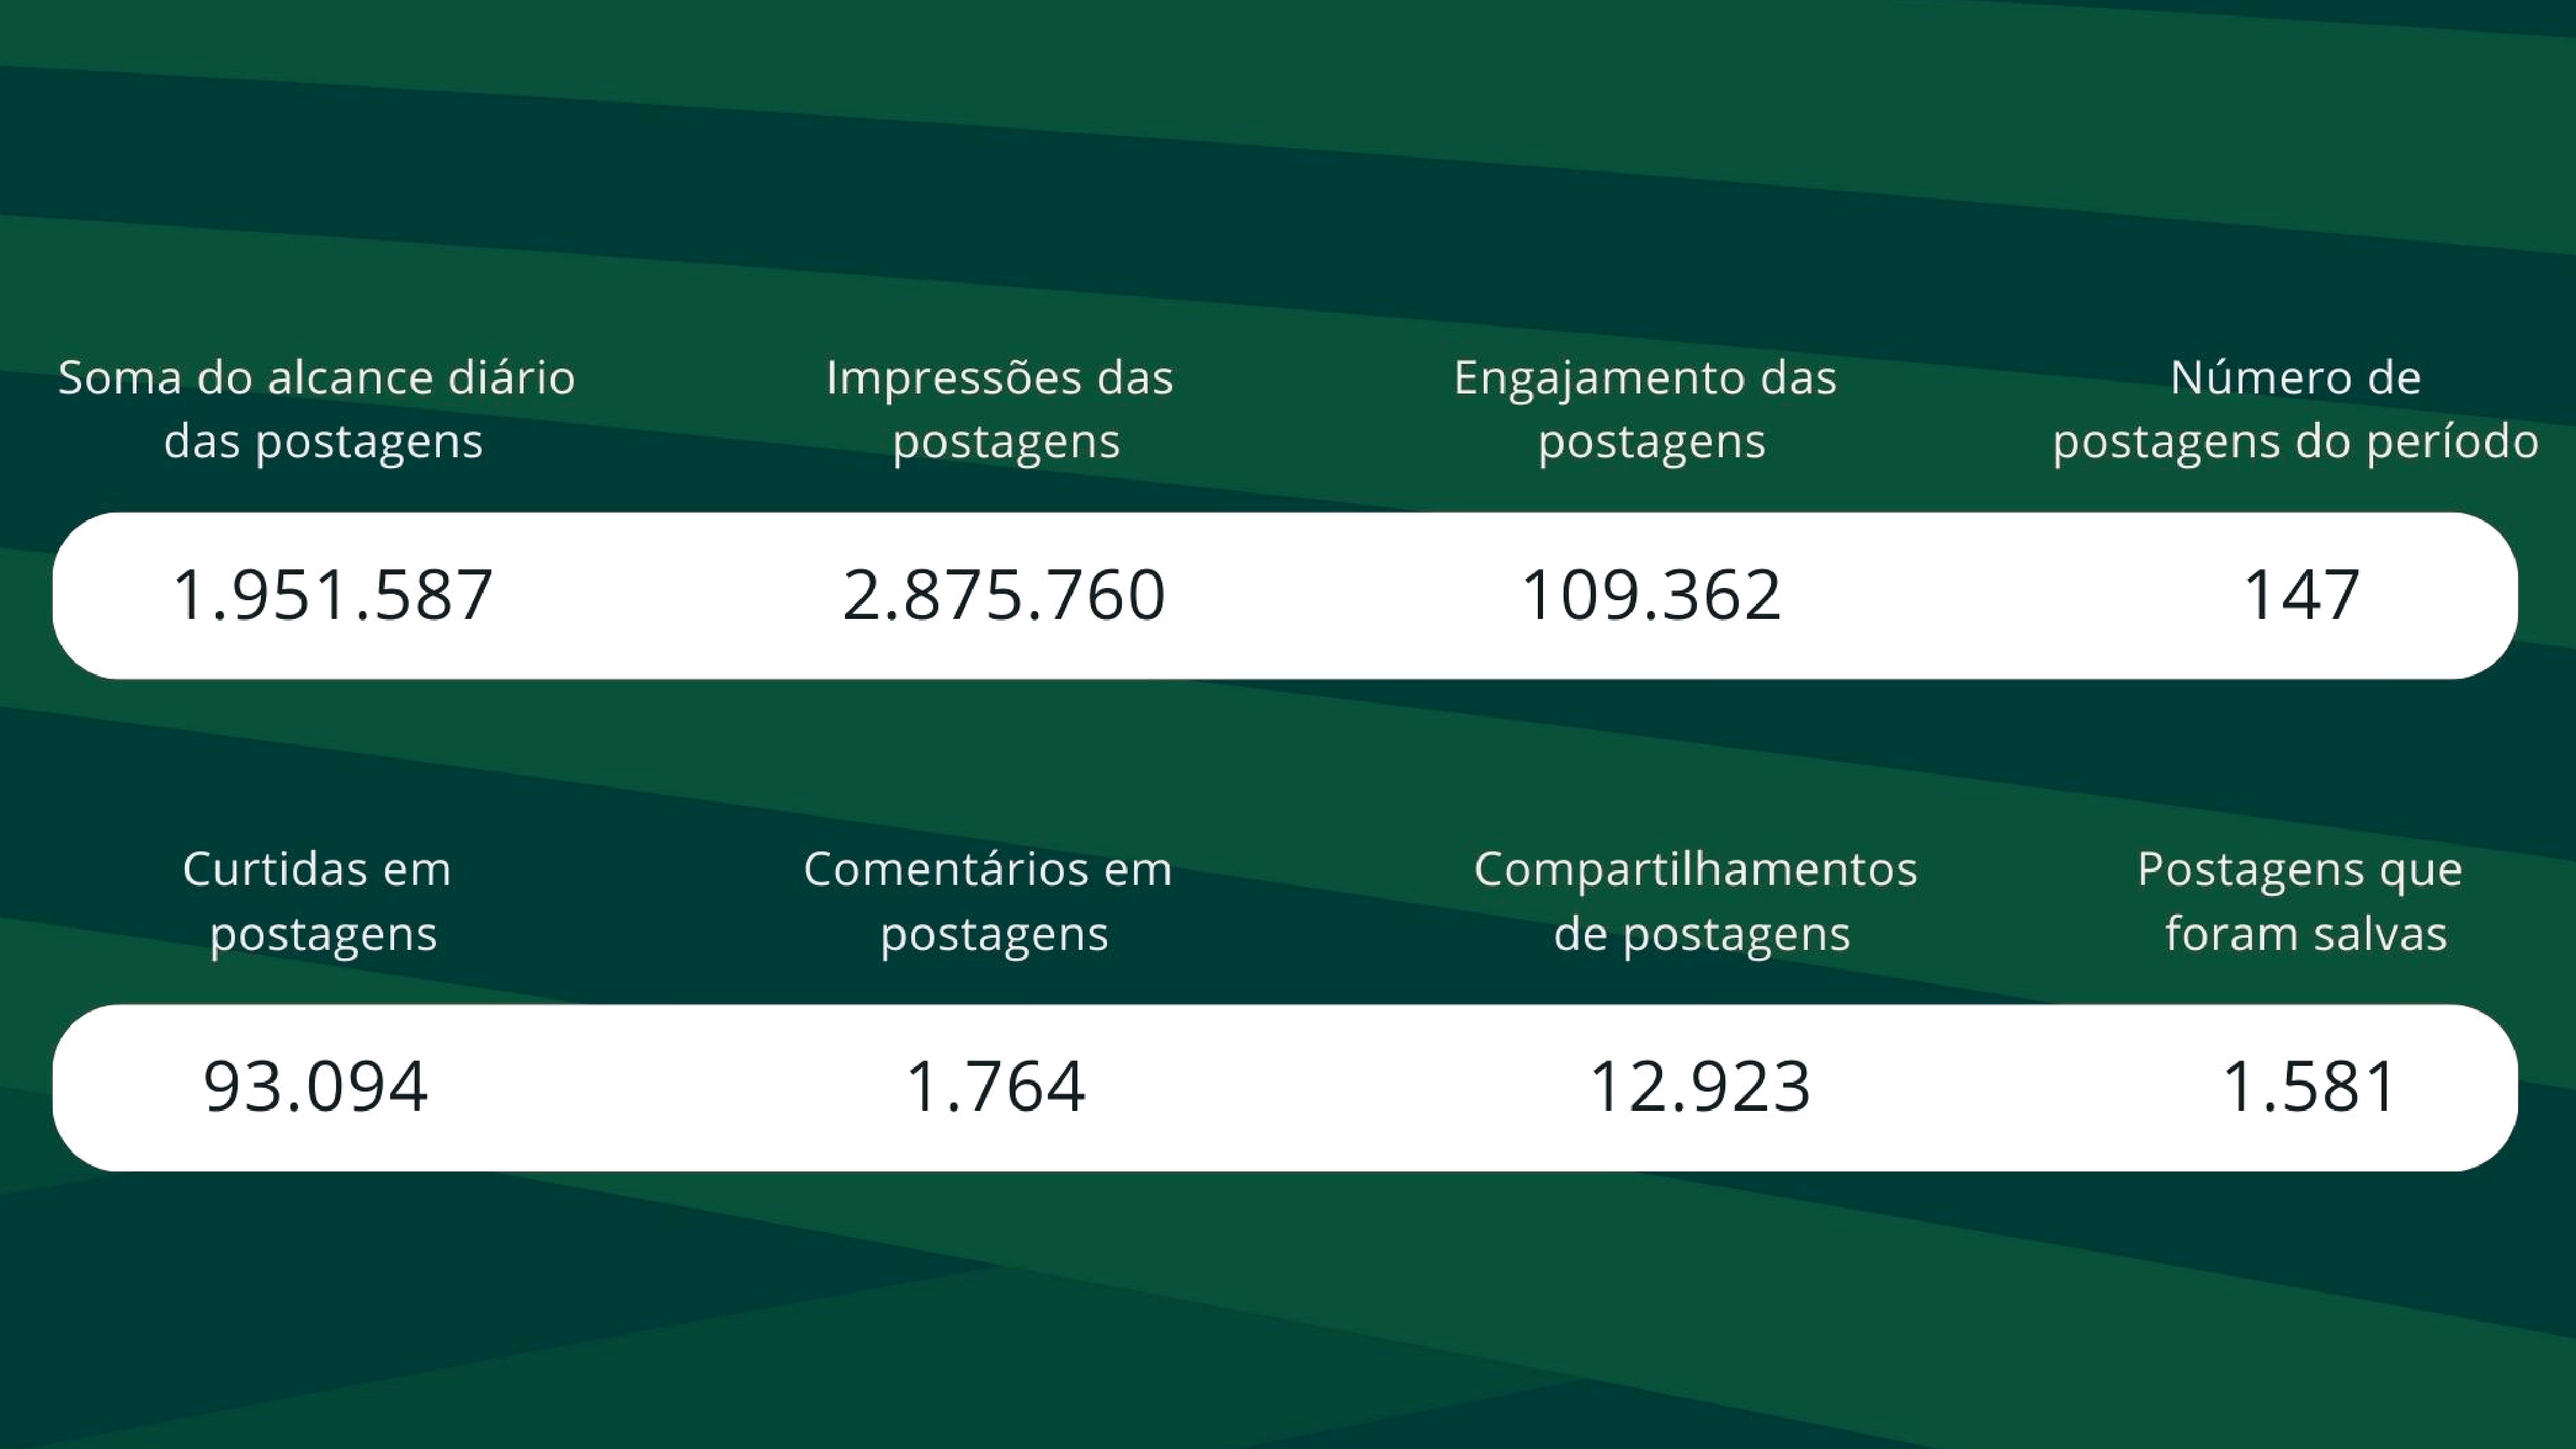 Soma do alcance diário
das postagens
Impressões das
postagens
Engajamento das
postagens
Número de
postagens do período
1.951.587
2.875.760
109.362
147
Curtidas em
postagens
Comentários em
postagens
Compartilhamentos
de postagens
Postagens que
foram salvas
93.094
1.764
12.923
1.581